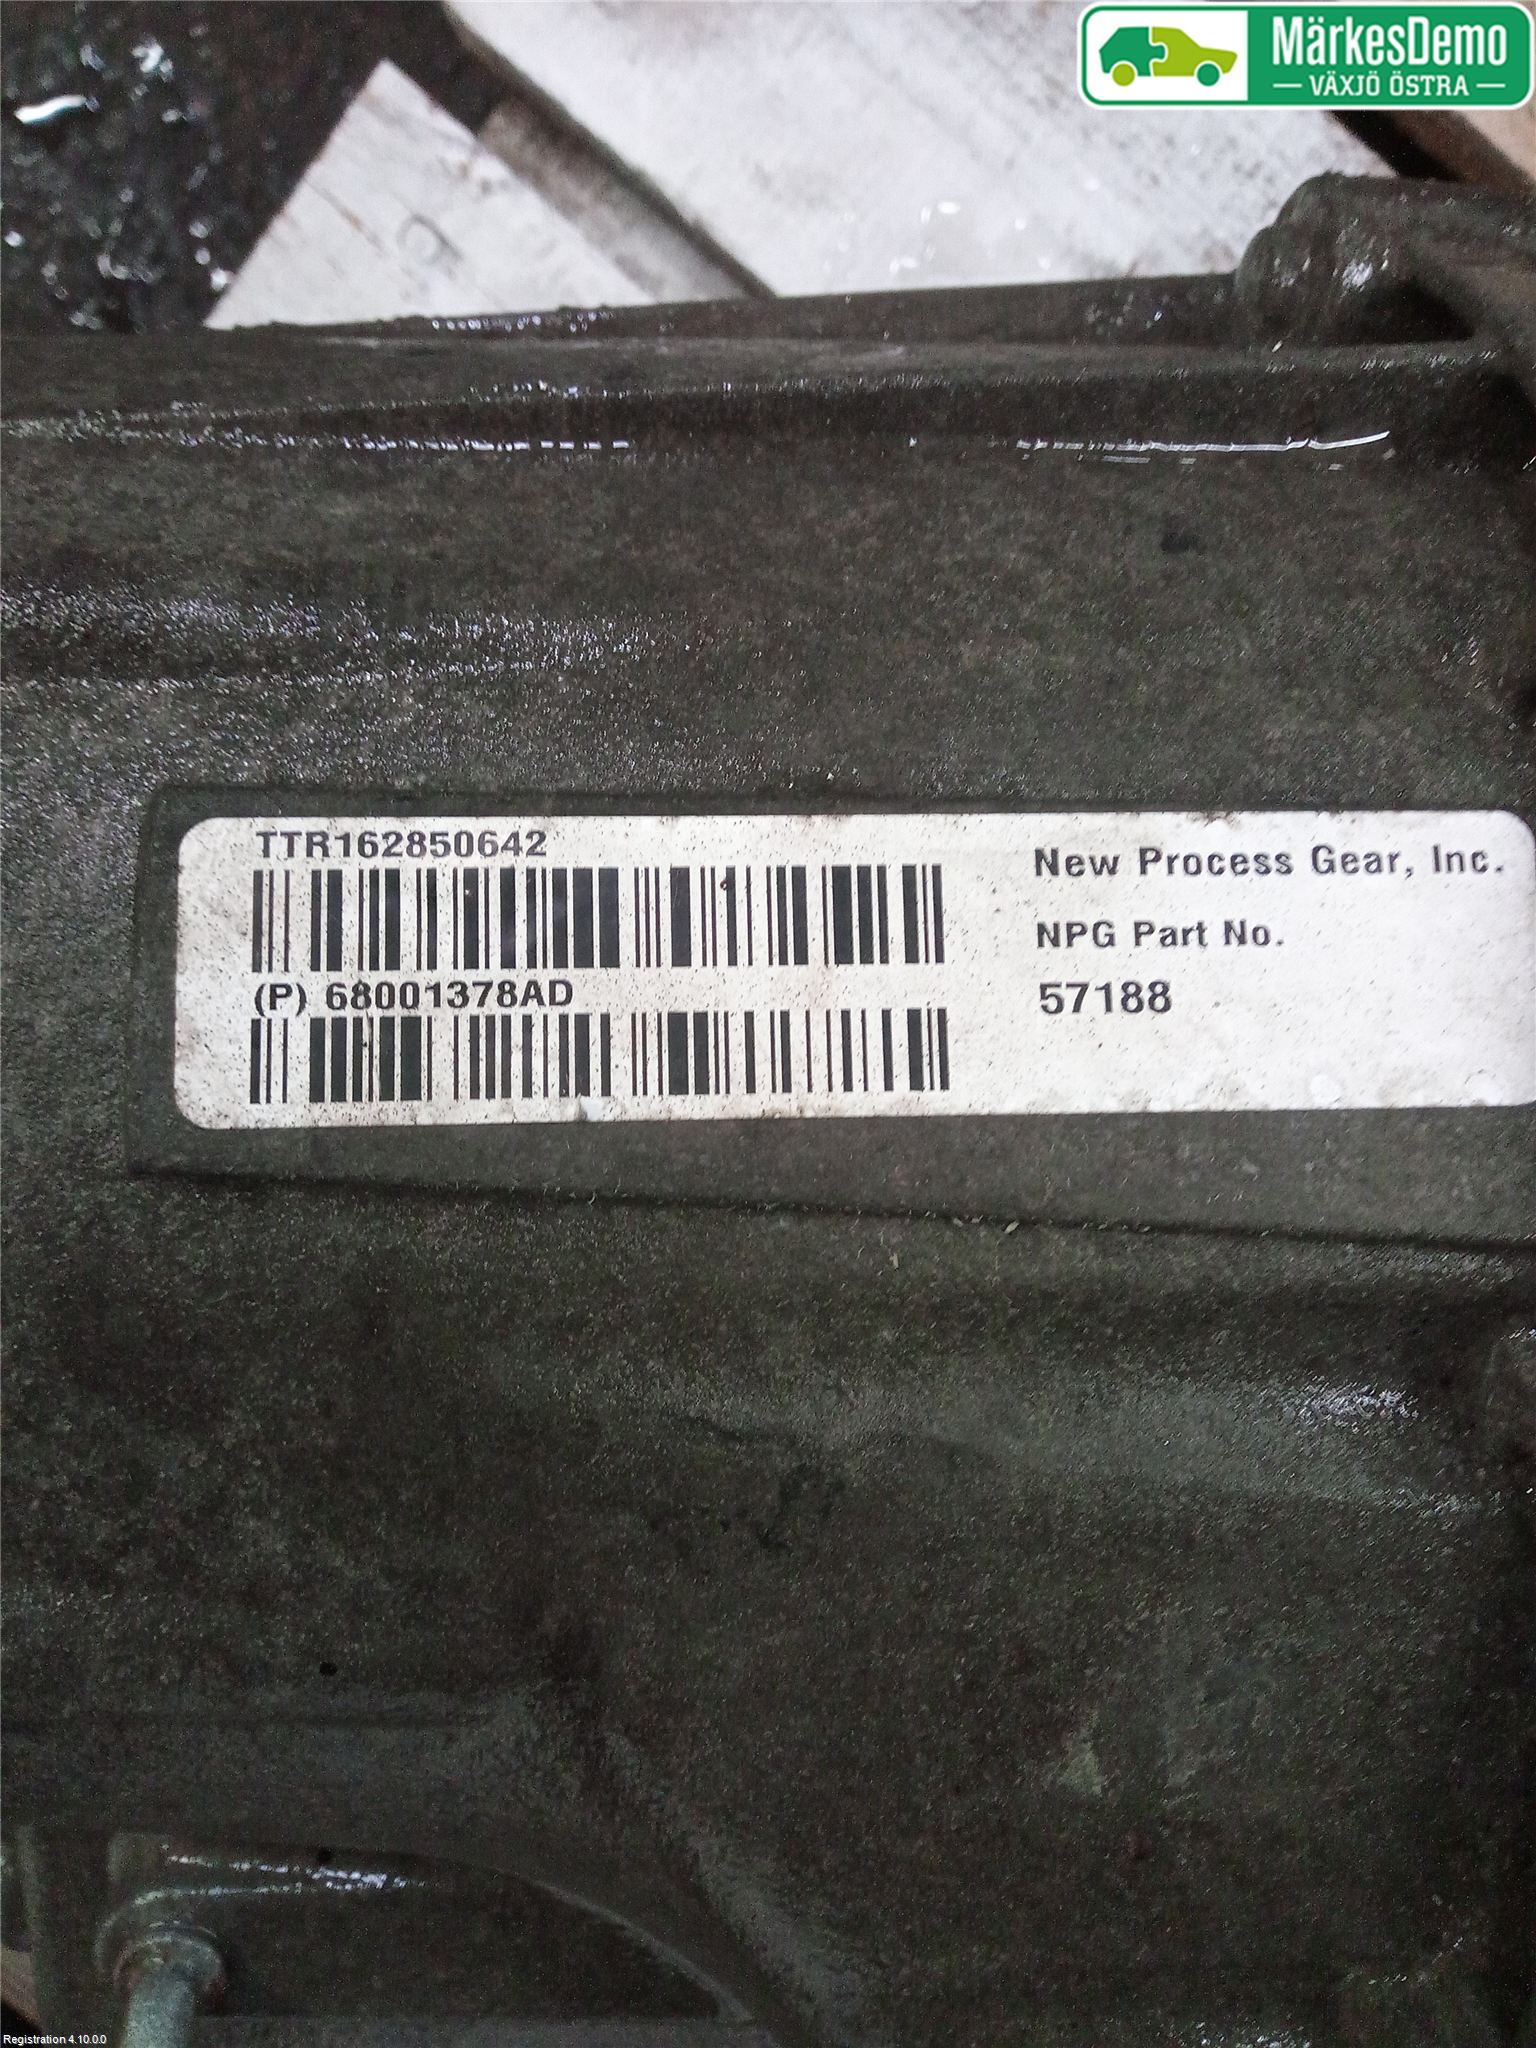 MärkesDemo
— VÄXJÖ ÖSTRA —
TTR162850642
(P) 68001378AD
New Process Gear, Inc.
NPG Part No.
57188
Registration 4.10.0.0